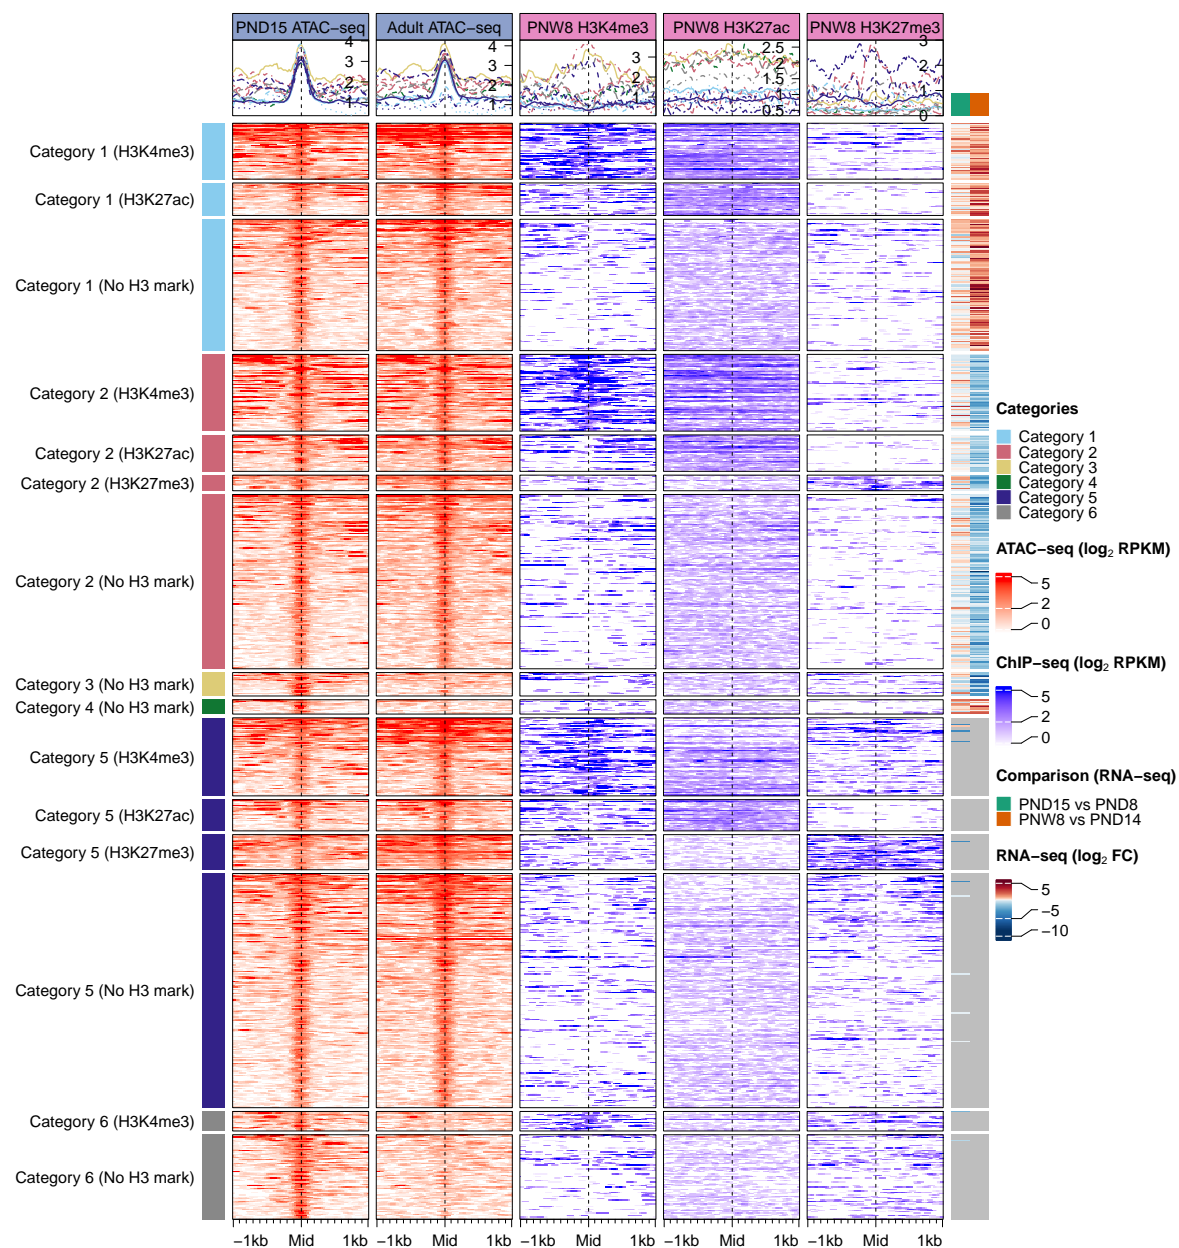 PND15 ATAC−seq
Adult ATAC−seq
PNW8 H3K4me3
PNW8 H3K27ac
PNW8 H3K27me3
4
3
2
1
4
3
2
1
3
2
1
2.5
2
1.5
1
0.5
3
2
1
0
Category 1 (H3K4me3)
Category 1 (H3K27ac)
Category 1 (No H3 mark)
Category 2 (H3K4me3)
Category 2 (H3K27ac)
Category 2 (H3K27me3)
Category 2 (No H3 mark)
Category 3 (No H3 mark)
Category 4 (No H3 mark)
Category 5 (H3K4me3)
Category 5 (H3K27ac)
Category 5 (H3K27me3)
Category 5 (No H3 mark)
Category 6 (H3K4me3)
Category 6 (No H3 mark)
−1kb Mid 1kb
−1kb Mid 1kb
−1kb Mid 1kb
−1kb Mid 1kb
−1kb Mid 1kb
Categories
Category 1
Category 2
Category 3
Category 4
Category 5
Category 6
ATAC−seq (log₂ RPKM)
5
2
0
ChIP−seq (log₂ RPKM)
5
2
0
Comparison (RNA−seq)
PND15 vs PND8
PNW8 vs PND14
RNA−seq (log₂ FC)
5
−5
−10